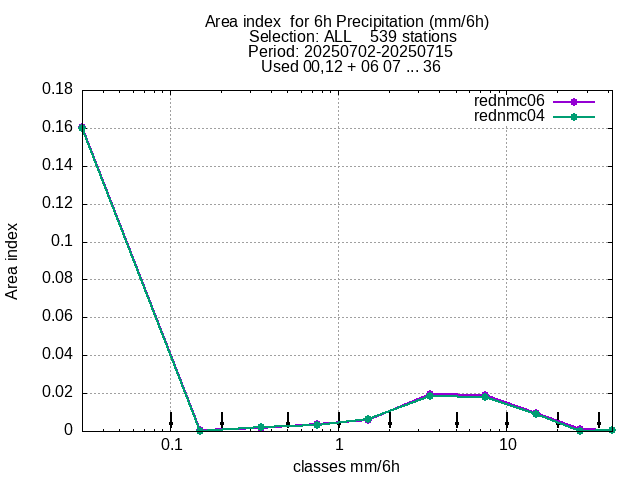 Area index  for 6h Precipitation (mm/6h)
Selection: ALL    539 stations
Period: 20250702-20250715
Used 00,12 + 06 07 ... 36
rednmc06
rednmc04
0.18
0.16
0.14
0.12
0.1
0.08
0.06
0.04
0.02
0
Area index
0.1 1 10
classes mm/6h